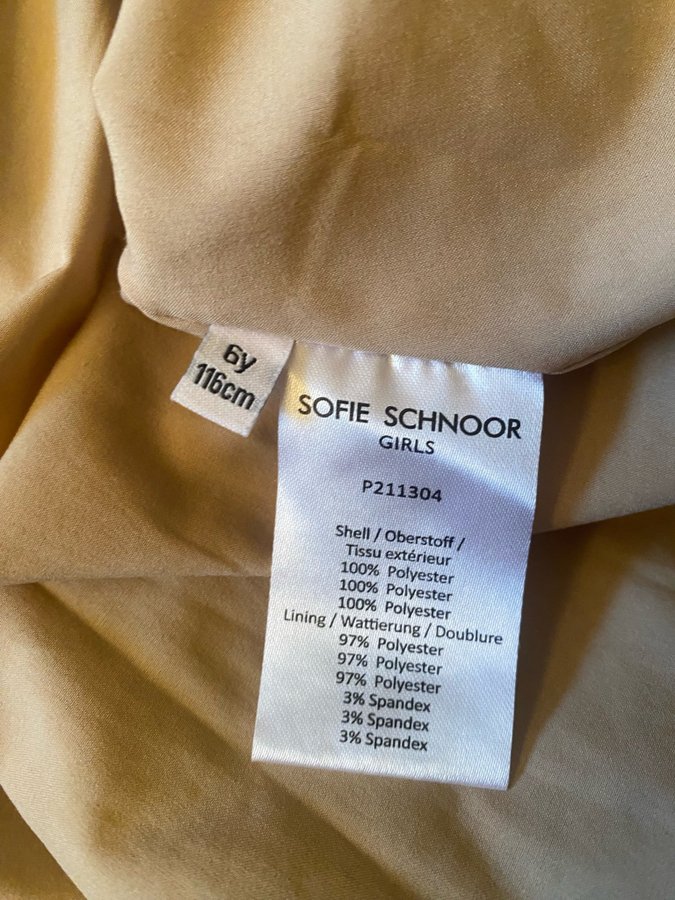 6y
116cm
SOFIE SCHNOOR
GIRLS
P211304
Shell / Oberstoff /
Tissu extérieur
100% Polyester
100% Polyester
100% Polyester
Lining / Wattierung / Doublure
97% Polyester
97% Polyester
97% Polyester
3% Spandex
3% Spandex
3% Spandex